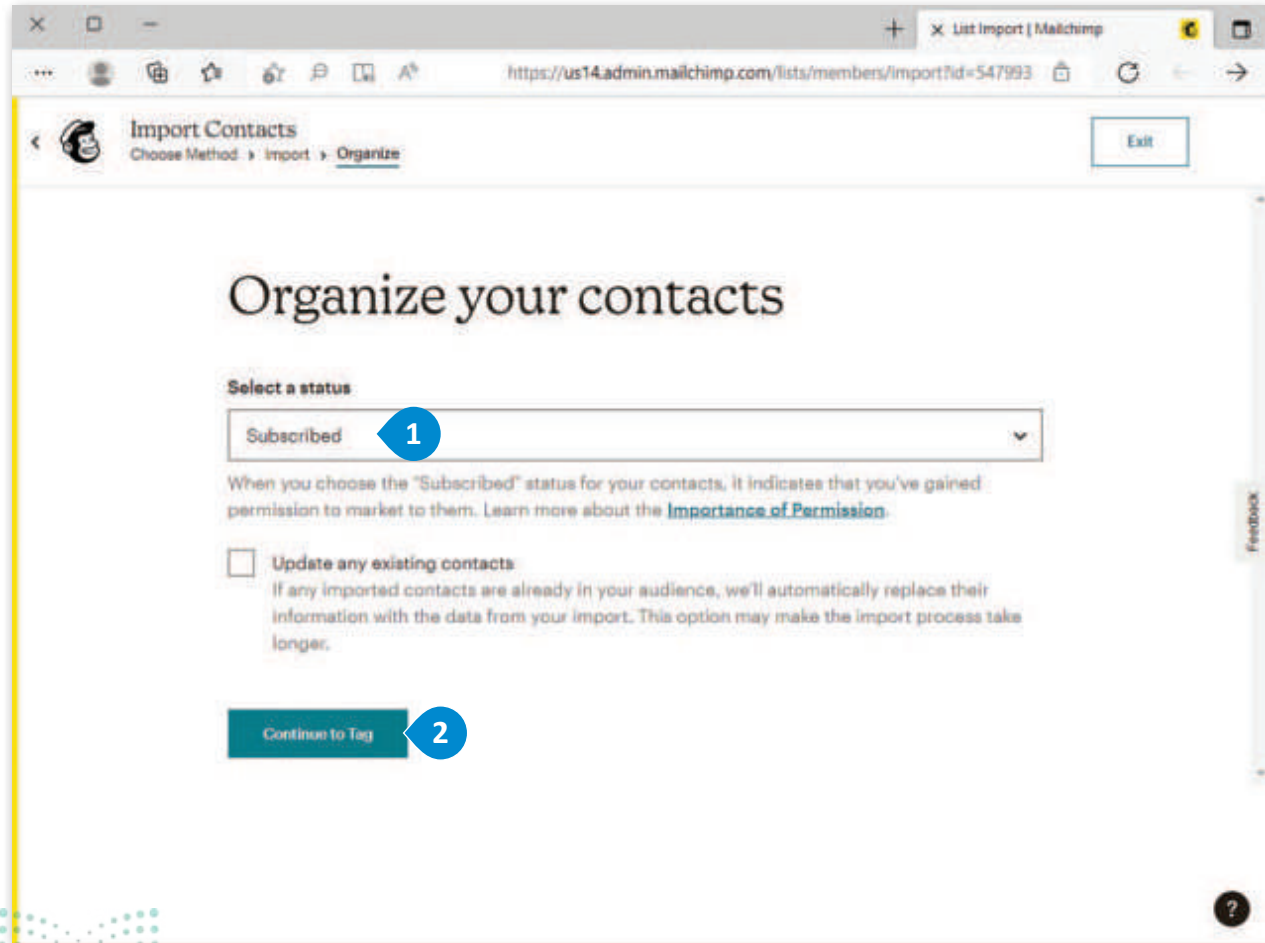 List Import | Mailchimp
https://us14.admin.mailchimp.com/lists/members/import?id=547993
Import Contacts
Choose Method › Import › Organize
Exit
Organize your contacts
Select a status
Subscribed
1
When you choose the "Subscribed" status for your contacts, it indicates that you've gained
permission to market to them. Learn more about the Importance of Permission.
Update any existing contacts
If any imported contacts are already in your audience, we'll automatically replace their
information with the data from your import. This option may make the import process take
longer.
Continue to Tag
2
Feedback
?